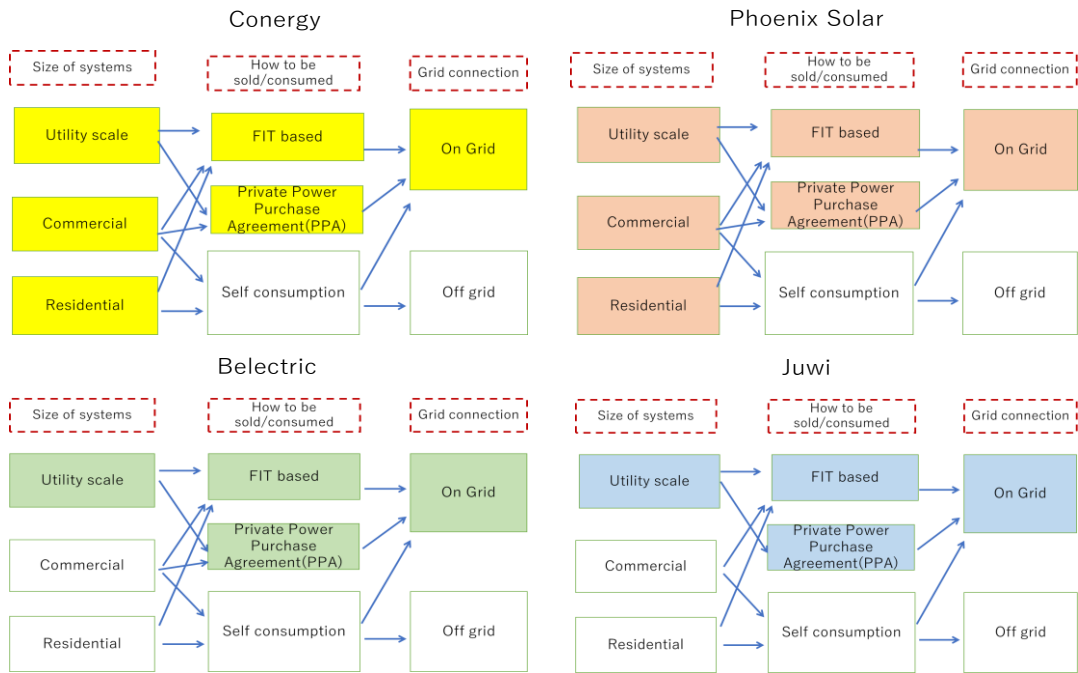 Conergy
Size of systems
How to be
sold/consumed
Grid connection
Utility scale
FIT based
On Grid
Private Power
Purchase
Agreement(PPA)
Commercial
Self consumption
Off grid
Residential
Phoenix Solar
Size of systems
How to be
sold/consumed
Grid connection
Utility scale
FIT based
On Grid
Private Power
Purchase
Agreement(PPA)
Commercial
Self consumption
Off grid
Residential
Belectric
Size of systems
How to be
sold/consumed
Grid connection
Utility scale
FIT based
On Grid
Private Power
Purchase
Agreement(PPA)
Commercial
Self consumption
Off grid
Residential
Juwi
Size of systems
How to be
sold/consumed
Grid connection
Utility scale
FIT based
On Grid
Private Power
Purchase
Agreement(PPA)
Commercial
Self consumption
Off grid
Residential